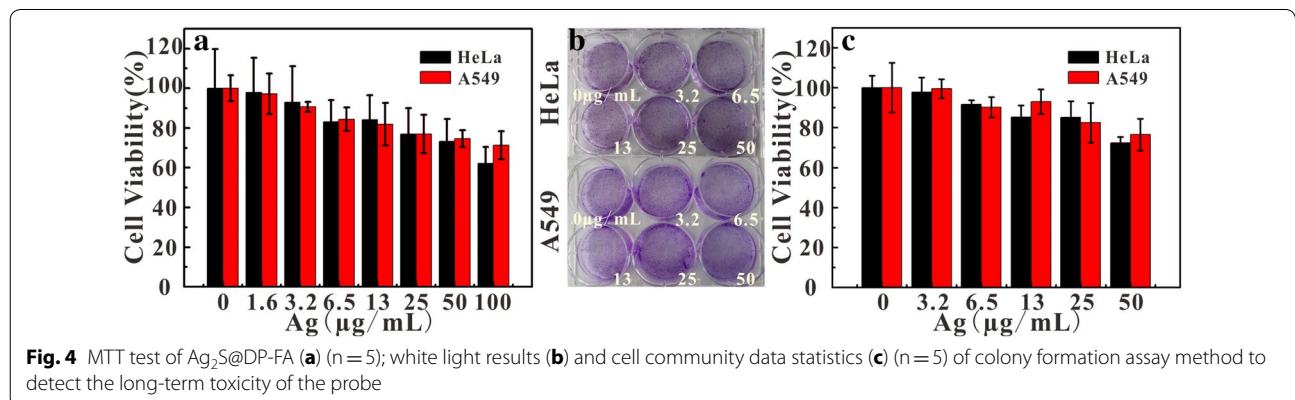 a
Cell Viability(%)
120
100
80
60
40
20
0
HeLa
A549
0 1.6 3.2 6.5 13 25 50 100
Ag(μg/mL)
b
HeLa
0μg/mL 3.2 6.5
13 25 50
A549
0μg/mL 3.2 6.5
13 25 50
c
Cell Viability(%)
120
100
80
60
40
20
0
HeLa
A549
0 3.2 6.5 13 25 50
Ag(μg/mL)
Fig. 4 MTT test of Ag₂S@DP-FA (a) (n = 5); white light results (b) and cell community data statistics (c) (n = 5) of colony formation assay method to
detect the long-term toxicity of the probe